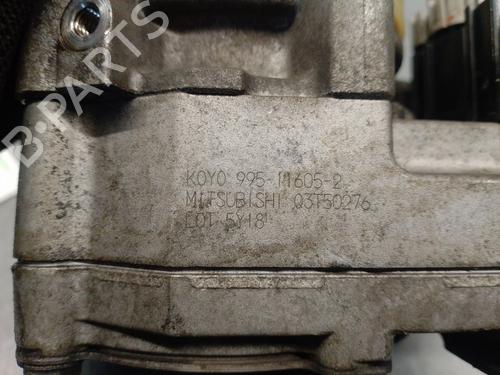 B-PARTS
KOYO 995-11605-2
MITSUBISHI Q3T50276
LOT 5Y18